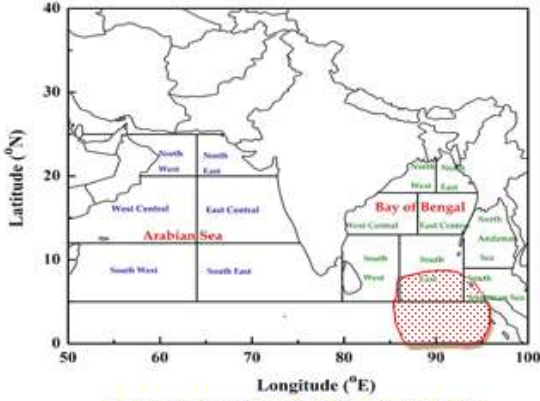 40
30
20
10
0
50
60
70
80
90
100
Latitude (°N)
Longitude (°E)
North West
North East
West Central
East Central
Arabian Sea
South West
South East
North West
North East
Bay of Bengal
West Central
East Central
North Andaman Sea
South West
South East
South Andaman Sea